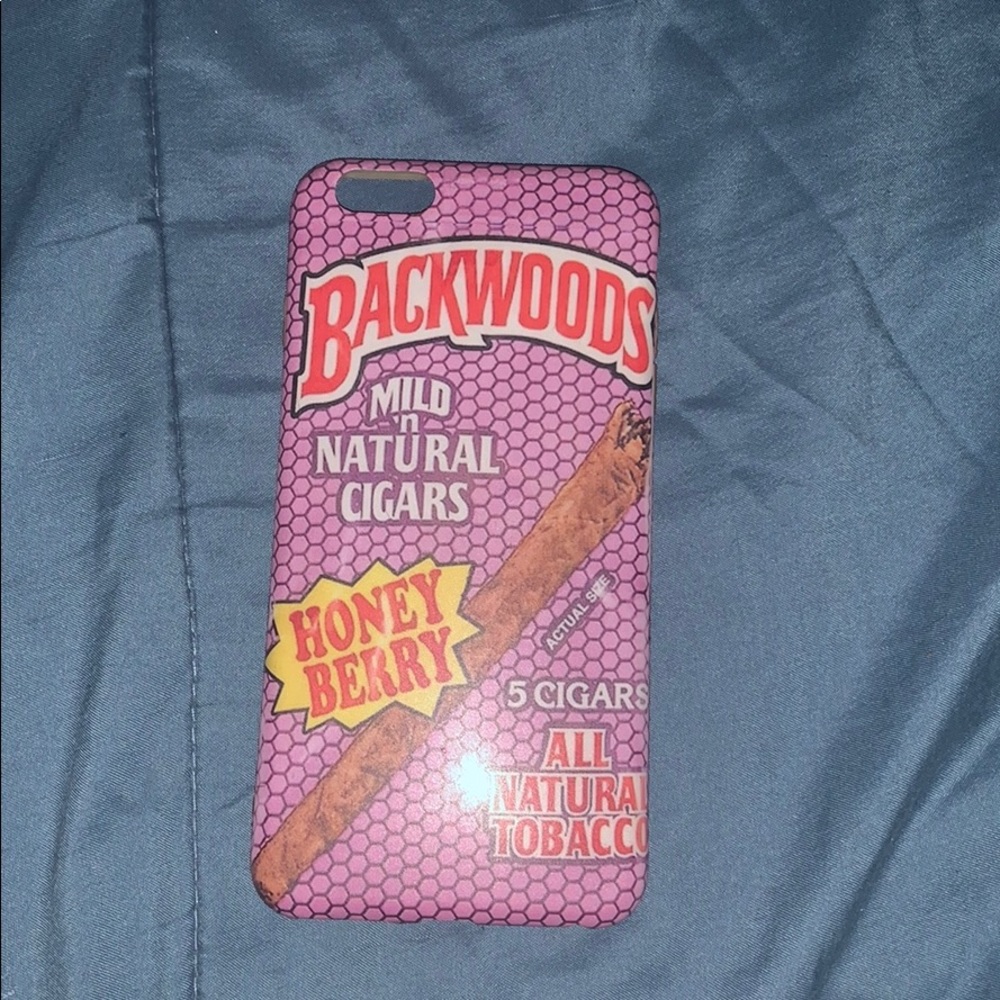 BACKWOODS
MILD
'n
NATURAL
CIGARS
HONEY
BERRY
ACTUAL SIZE
5 CIGARS
ALL
NATURAL
TOBACCO